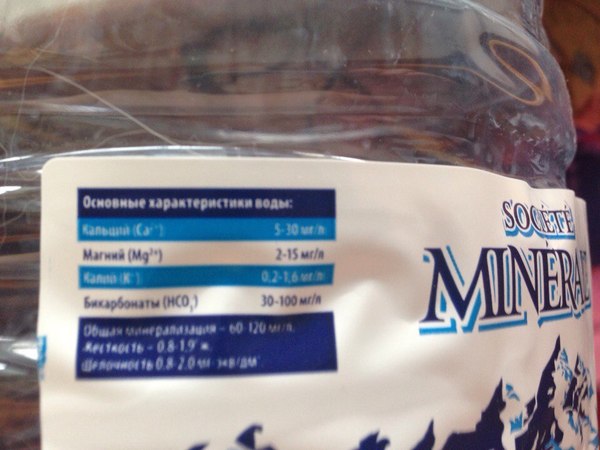 Основные характеристики воды:
Кальций (Ca²⁺) 5-30 мг/л
Магний (Mg²⁺) 2-15 мг/л
Калий (K⁺) 0,2-1,6 мг/л
Бикарбонаты (HCO₃) 30-100 мг/л
Общая минерализация – 60-120 мг/л.
Жесткость – 0.8-1.9° ж.
Щелочность 0.8-2.0 мг-экв/дм³
SOCIÉTÉ
MINÉRA